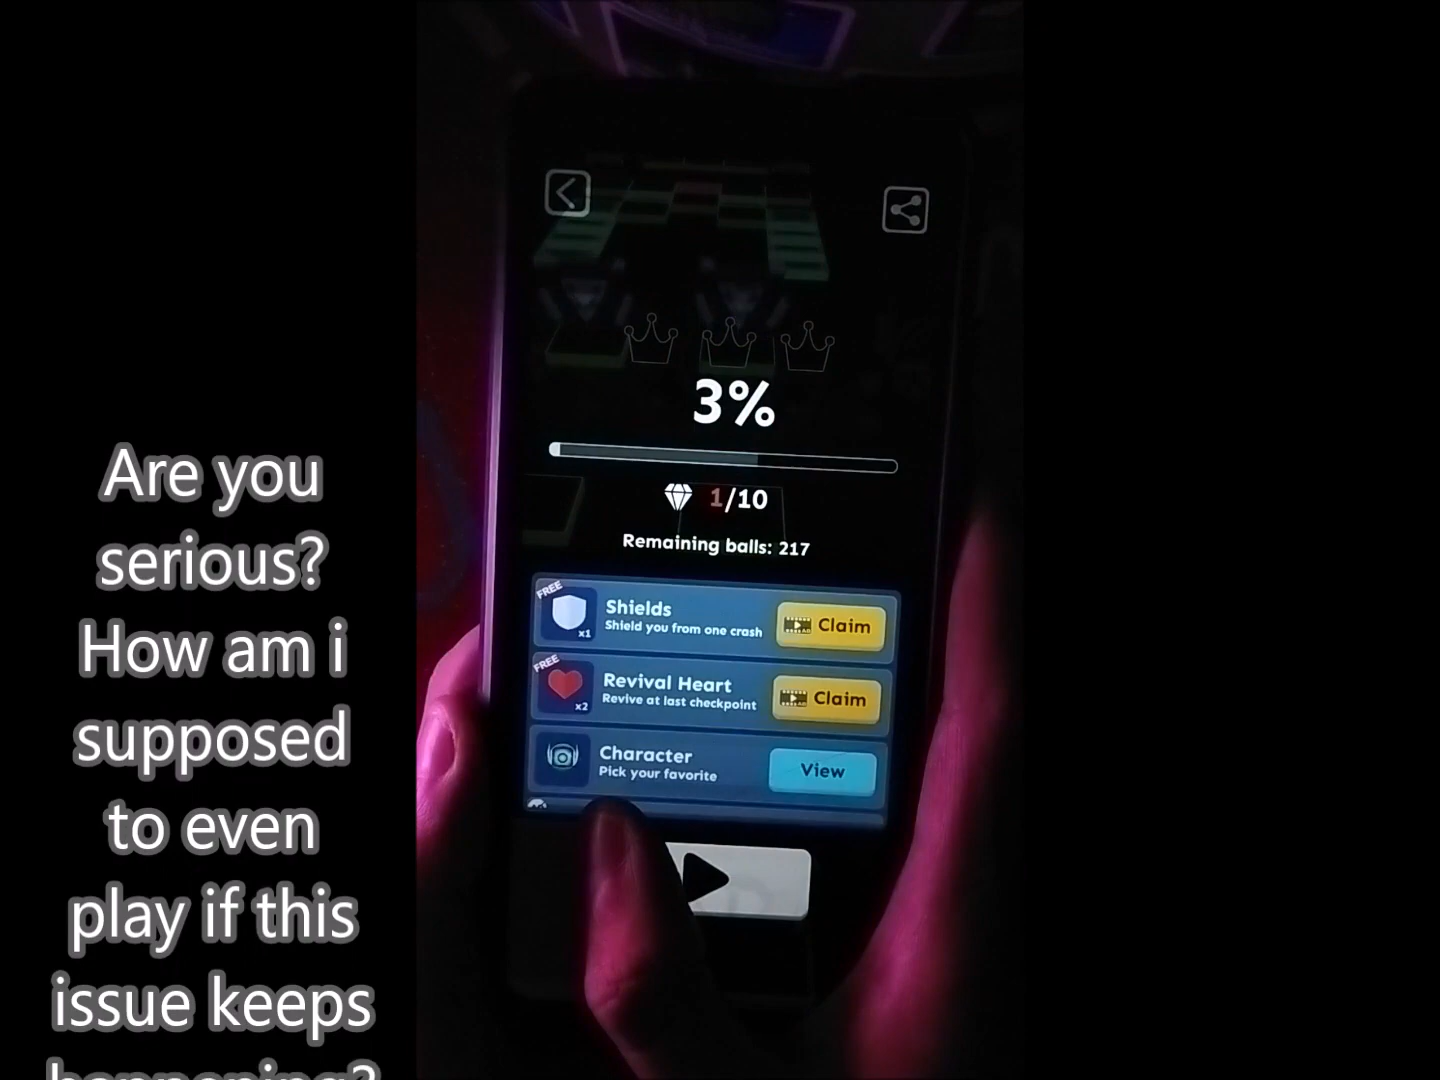 Are you
serious?
How am i
supposed
to even
play if this
issue keeps
happening?
3%
1/10
Remaining balls: 217
FREE
x1
Shields
Shield you from one crash
Claim
FREE
x2
Revival Heart
Revive at last checkpoint
Claim
Character
Pick your favorite
View